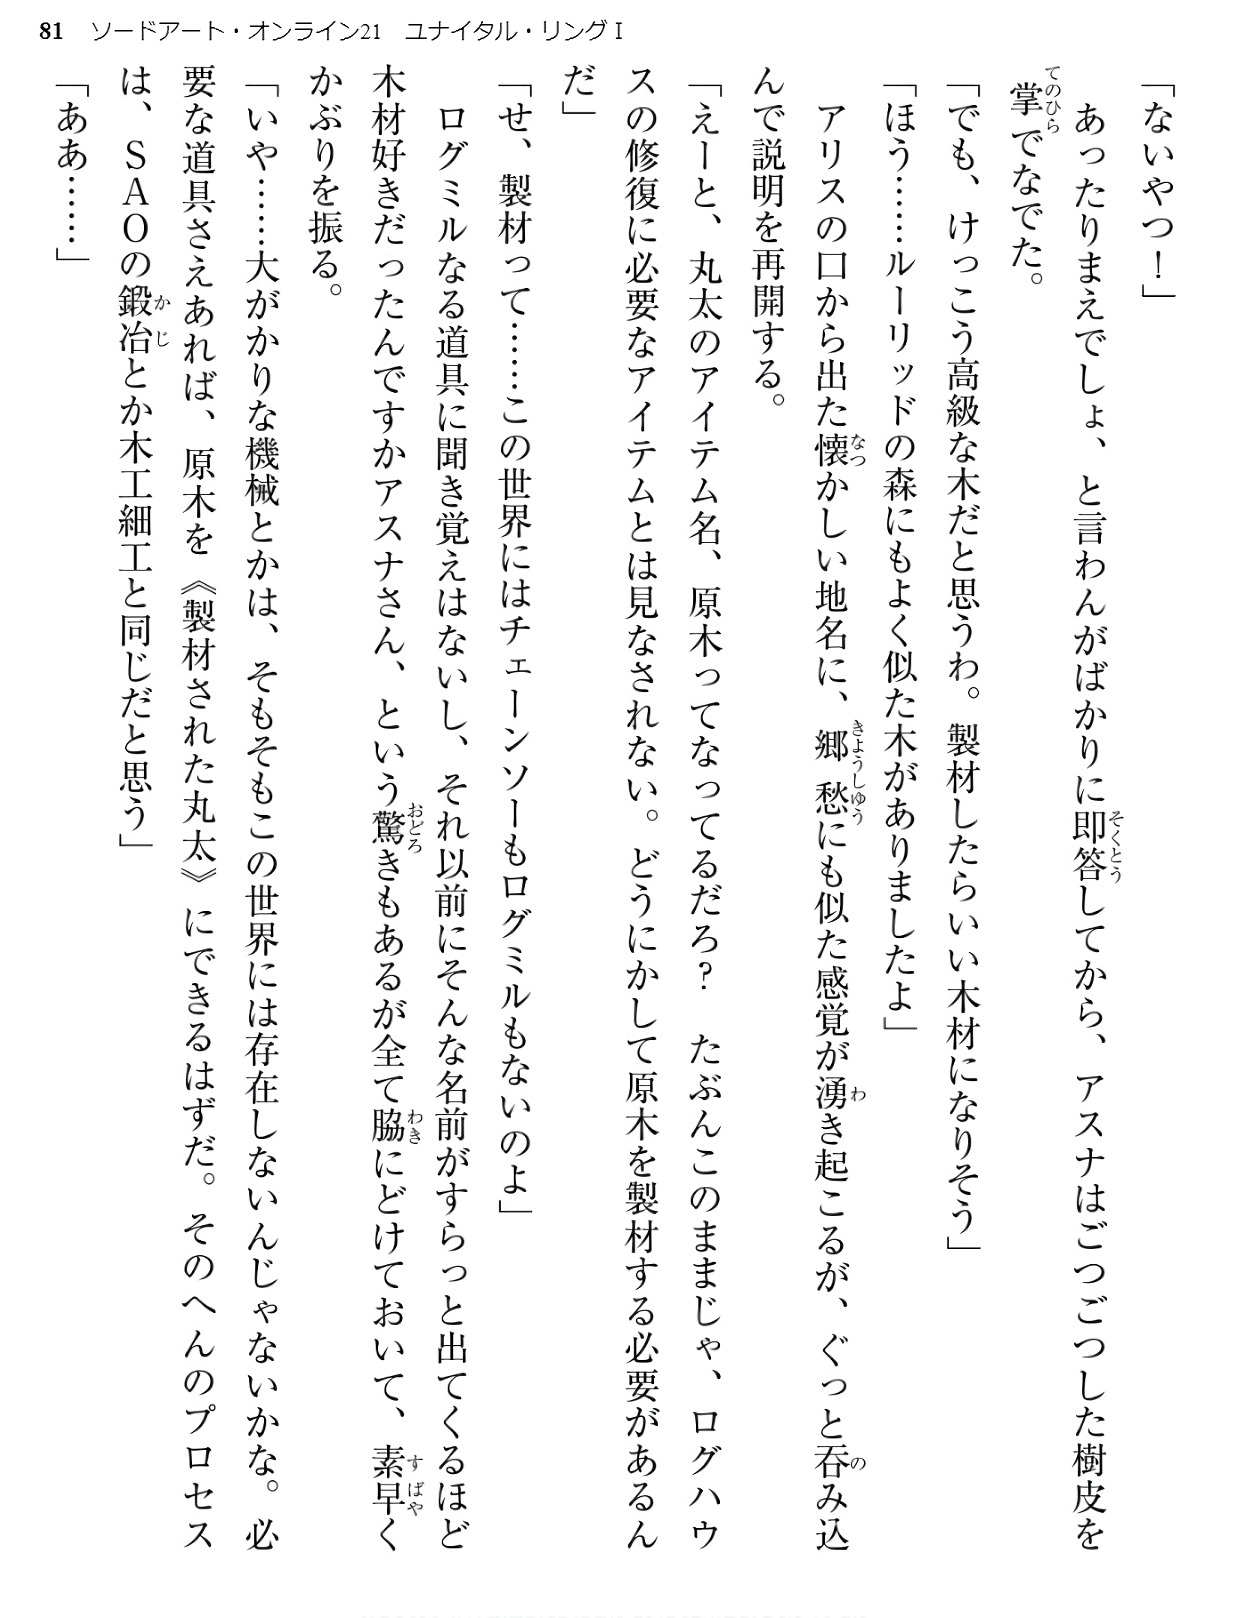 81 ソードアート・オンライン21 ユナイタル・リングⅠ
「ないやつ！」
　あったりまえでしょ、と言わんがばかりに即答してから、アスナはごつごつした樹皮を
掌でなでた。
「でも、けっこう高級な木だと思うわ。製材したらいい木材になりそう」
「ほう……ルーリッドの森にもよく似た木がありましたよ」
　アリスの口から出た懐かしい地名に、郷愁にも似た感覚が湧き起こるが、ぐっと呑み込
んで説明を再開する。
「えーと、丸太のアイテム名、原木ってなってるだろ？　たぶんこのままじゃ、ログハウ
スの修復に必要なアイテムとは見なされない。どうにかして原木を製材する必要があるん
だ」
「せ、製材って……この世界にはチェーンソーもログミルもないのよ」
　ログミルなる道具に聞き覚えはないし、それ以前にそんな名前がすらっと出てくるほど
木材好きだったんですかアスナさん、という驚きもあるが全て脇にどけておいて、素早く
かぶりを振る。
「いや……大がかりな機械とかは、そもそもこの世界には存在しないんじゃないかな。必
要な道具さえあれば、原木を《製材された丸太》にできるはずだ。そのへんのプロセス
は、ＳＡＯの鍛冶とか木工細工と同じだと思う」
「ああ……」